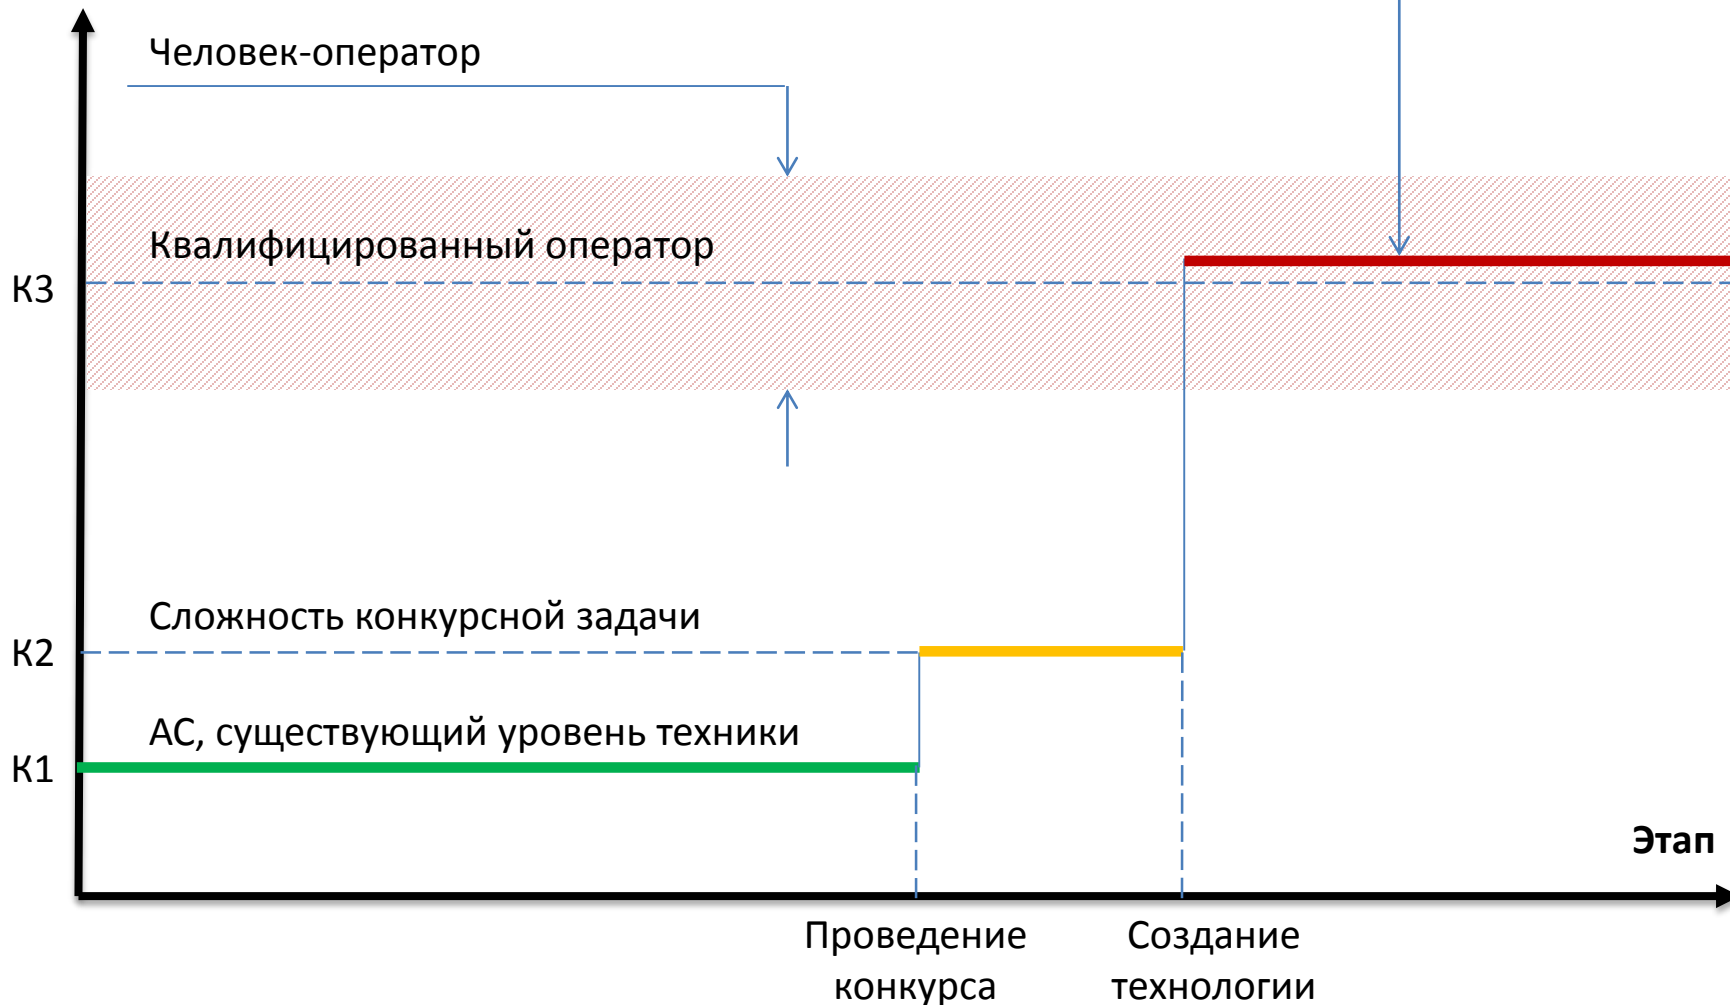 Человек-оператор
Квалифицированный оператор
К3
Сложность конкурсной задачи
К2
АС, существующий уровень техники
К1
Этап
Проведение
конкурса
Создание
технологии